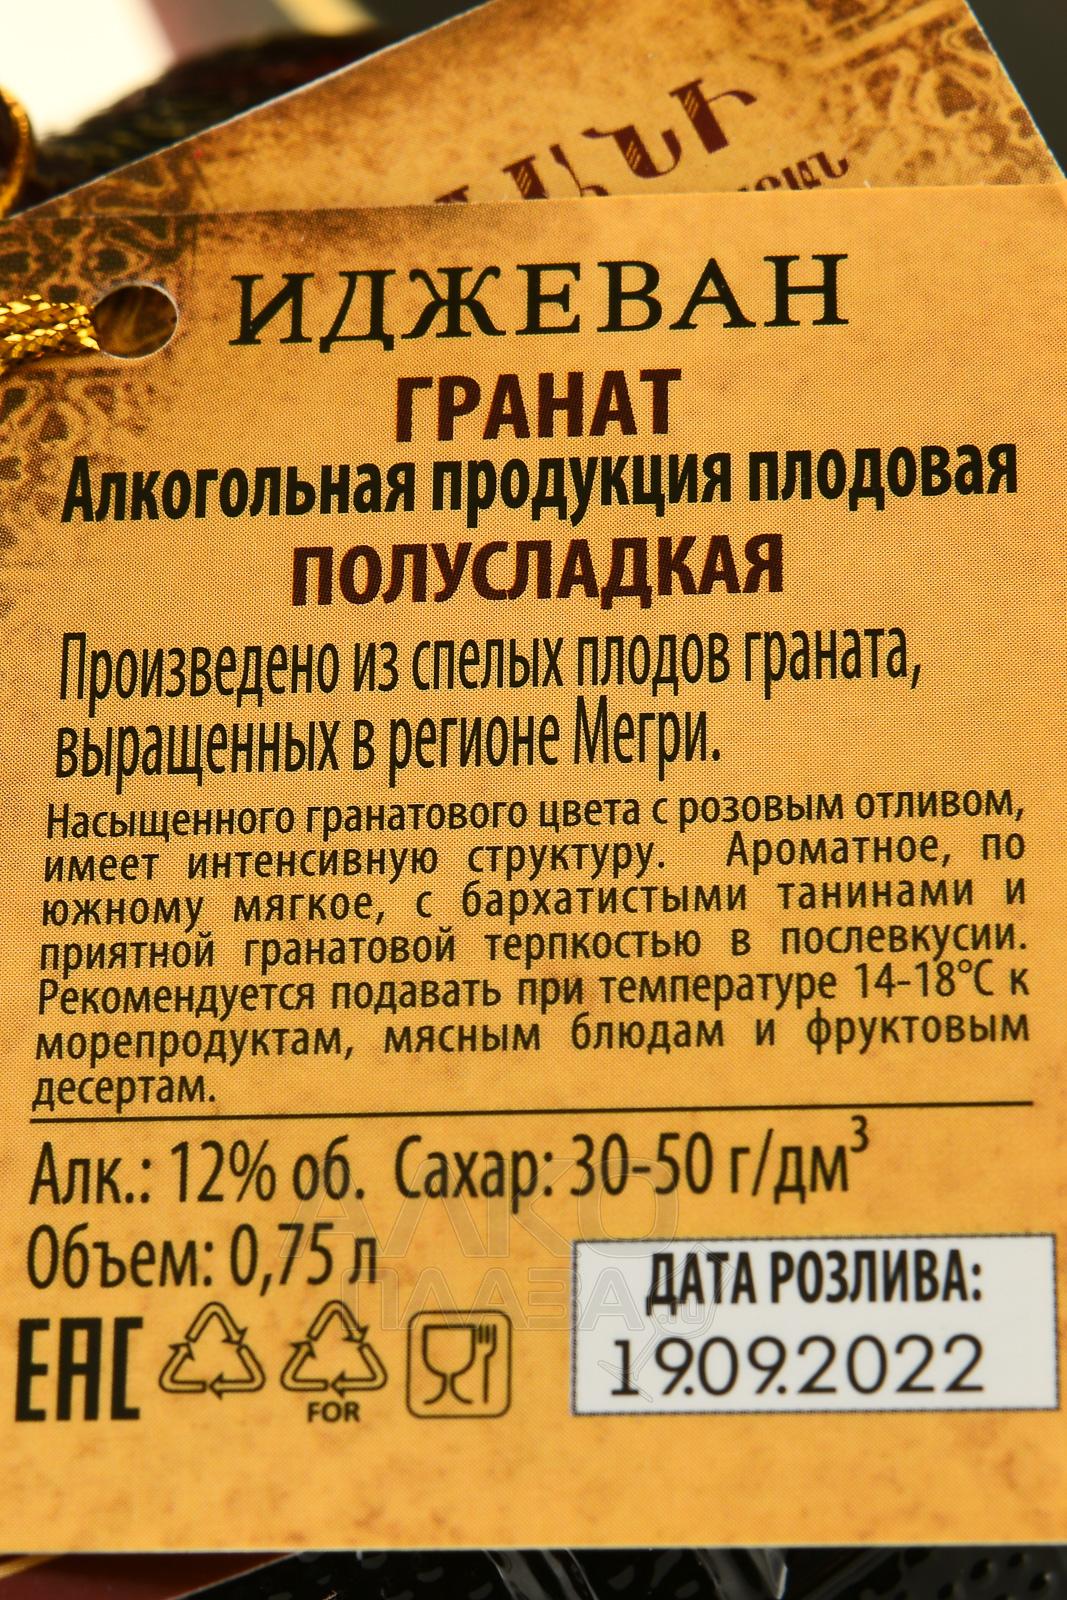 ИДЖЕВАН
ГРАНАТ
Алкогольная продукция плодовая
ПОЛУСЛАДКАЯ
Произведено из спелых плодов граната,
выращенных в регионе Мегри.
Насыщенного гранатового цвета с розовым отливом,
имеет интенсивную структуру. Ароматное, по
южному мягкое, с бархатистыми танинами и
приятной гранатовой терпкостью в послевкусии.
Рекомендуется подавать при температуре 14-18°С к
морепродуктам, мясным блюдам и фруктовым
десертам.
Алк.: 12% об. Сахар: 30-50 г/дм³
Объем: 0,75 л
АЛКО
ПЛАЗА.ru
ДАТА РОЗЛИВА:
19.09.2022
EAC
FOR